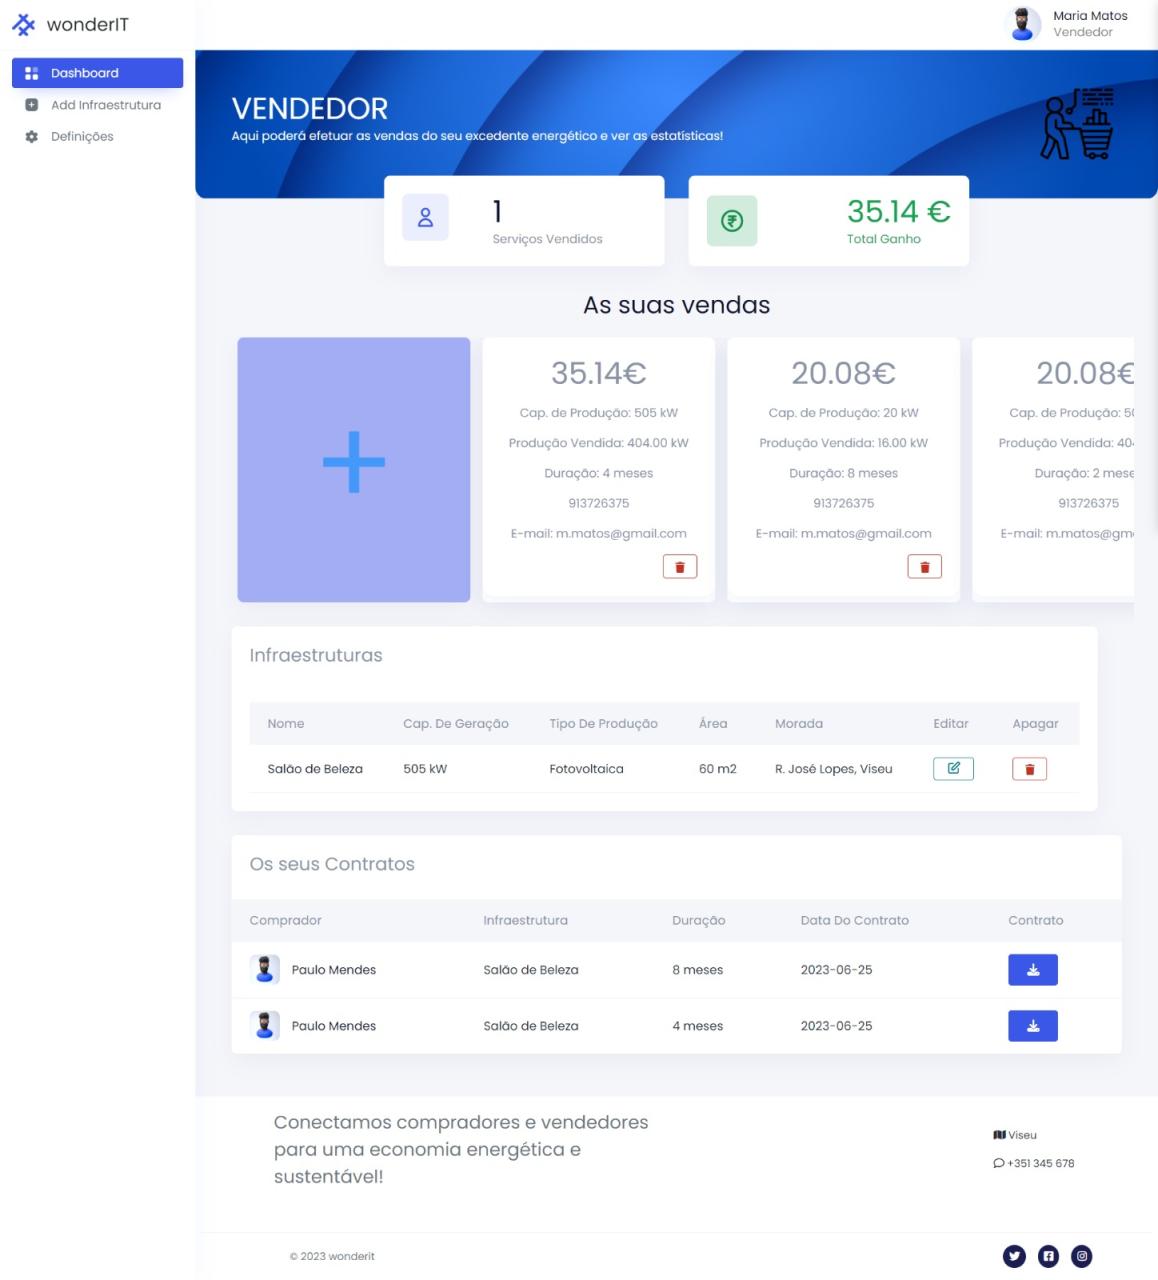 wonderIT
Maria Matos
Vendedor
Dashboard
Add Infraestrutura
Definições
VENDEDOR
Aqui poderá efetuar as vendas do seu excedente energético e ver as estatísticas!
1
Serviços Vendidos
35.14 €
Total Ganho
As suas vendas
35.14€
Cap. de Produção: 505 kW
Produção Vendida: 404.00 kW
Duração: 4 meses
913726375
E-mail: m.matos@gmail.com
20.08€
Cap. de Produção: 20 kW
Produção Vendida: 16.00 kW
Duração: 8 meses
913726375
E-mail: m.matos@gmail.com
20.08€
Cap. de Produção: 50
Produção Vendida: 404
Duração: 2 mese
913726375
E-mail: m.matos@gm
Infraestruturas
Nome Cap. De Geração Tipo De Produção Área Morada Editar Apagar
Salão de Beleza 505 kW Fotovoltaica 60 m2 R. José Lopes, Viseu
Os seus Contratos
Comprador Infraestrutura Duração Data Do Contrato Contrato
Paulo Mendes Salão de Beleza 8 meses 2023-06-25
Paulo Mendes Salão de Beleza 4 meses 2023-06-25
Conectamos compradores e vendedores
para uma economia energética e
sustentável!
Viseu
+351 345 678
© 2023 wonderit